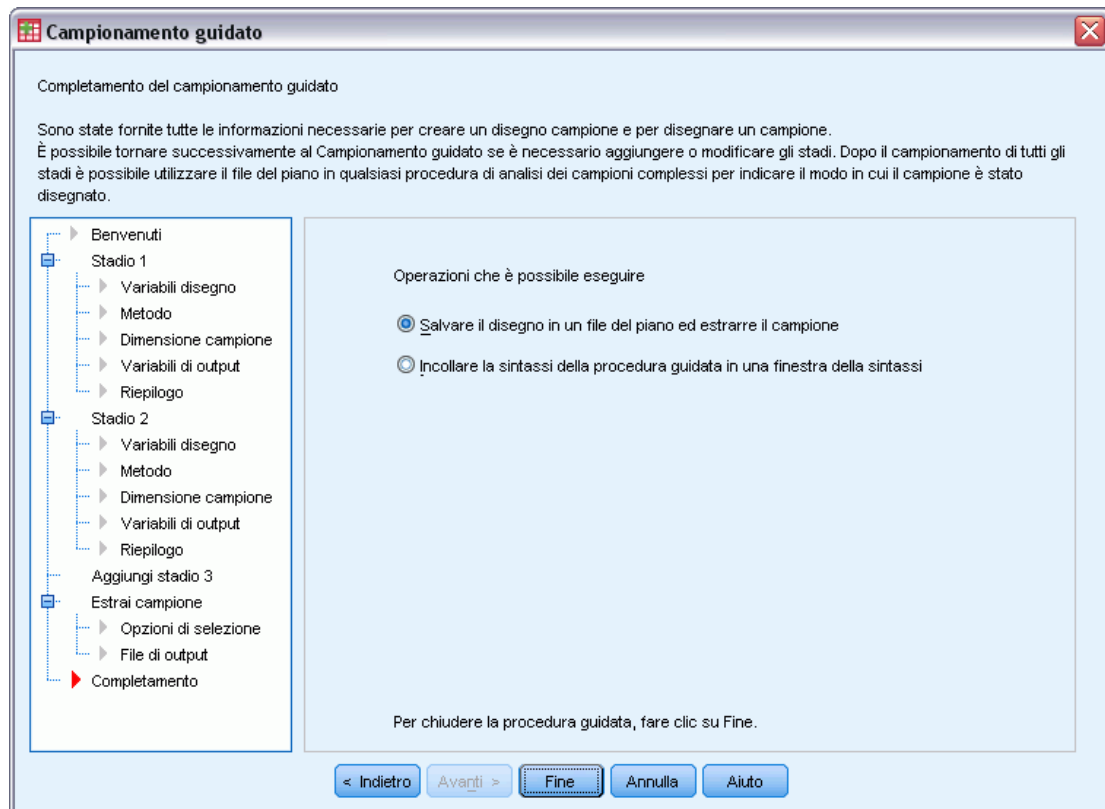 Campionamento guidato
Completamento del campionamento guidato
Sono state fornite tutte le informazioni necessarie per creare un disegno campione e per disegnare un campione.
È possibile tornare successivamente al Campionamento guidato se è necessario aggiungere o modificare gli stadi. Dopo il campionamento di tutti gli
stadi è possibile utilizzare il file del piano in qualsiasi procedura di analisi dei campioni complessi per indicare il modo in cui il campione è stato
disegnato.
Benvenuti
Stadio 1
Variabili disegno
Metodo
Dimensione campione
Variabili di output
Riepilogo
Stadio 2
Variabili disegno
Metodo
Dimensione campione
Variabili di output
Riepilogo
Aggiungi stadio 3
Estrai campione
Opzioni di selezione
File di output
Completamento
Operazioni che è possibile eseguire
Salvare il disegno in un file del piano ed estrarre il campione
Incollare la sintassi della procedura guidata in una finestra della sintassi
Per chiudere la procedura guidata, fare clic su Fine.
< Indietro
Avanti >
Fine
Annulla
Aiuto